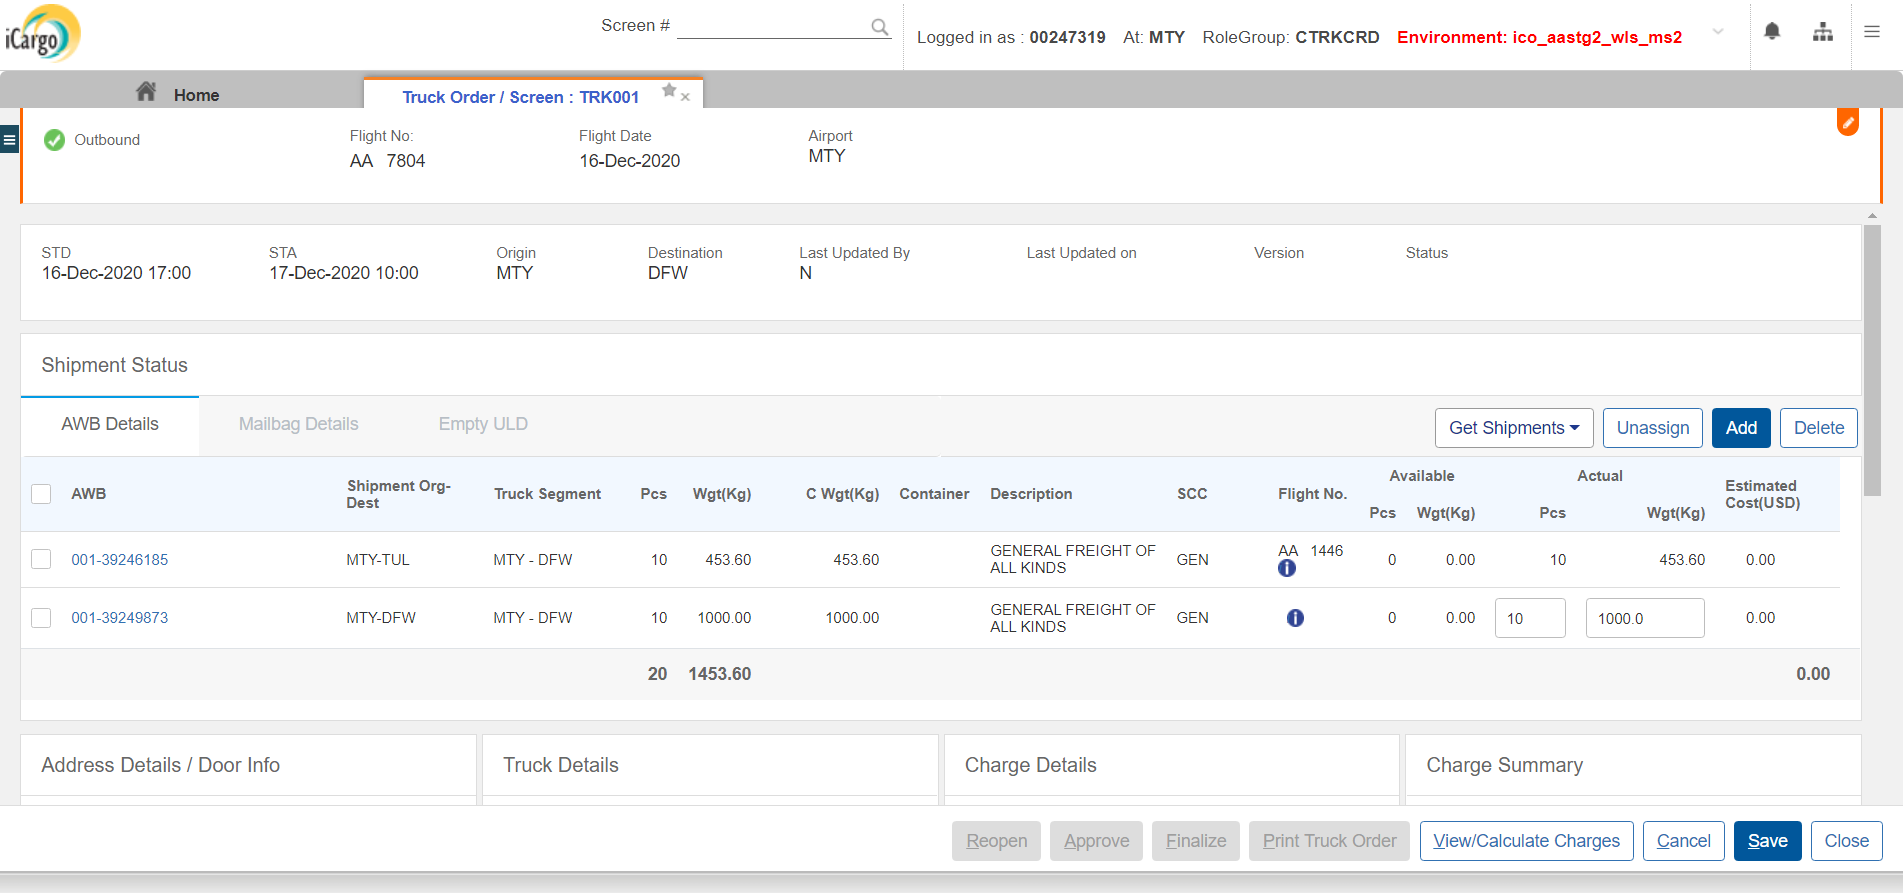 iCargo
Screen #
Logged in as : 00247319 At: MTY RoleGroup: CTRKCRD Environment: ico_aastg2_wls_ms2
Home
Truck Order / Screen : TRK001
Outbound
Flight No:
AA 7804
Flight Date
16-Dec-2020
Airport
MTY
STD
16-Dec-2020 17:00
STA
17-Dec-2020 10:00
Origin
MTY
Destination
DFW
Last Updated By
N
Last Updated on
Version
Status
Shipment Status
AWB Details Mailbag Details Empty ULD
Get Shipments Unassign Add Delete
AWB
Shipment Org-
Dest
Truck Segment
Pcs
Wgt(Kg)
C Wgt(Kg)
Container
Description
SCC
Flight No.
Available
Pcs Wgt(Kg)
Actual
Pcs Wgt(Kg)
Estimated
Cost(USD)
001-39246185 MTY-TUL MTY - DFW 10 453.60 453.60
GENERAL FREIGHT OF
ALL KINDS
GEN
AA 1446
0 0.00 10 453.60 0.00
001-39249873 MTY-DFW MTY - DFW 10 1000.00 1000.00
GENERAL FREIGHT OF
ALL KINDS
GEN
0 0.00 10 1000.0 0.00
20 1453.60 0.00
Address Details / Door Info
Truck Details
Charge Details
Charge Summary
Reopen Approve Finalize Print Truck Order View/Calculate Charges Cancel Save Close